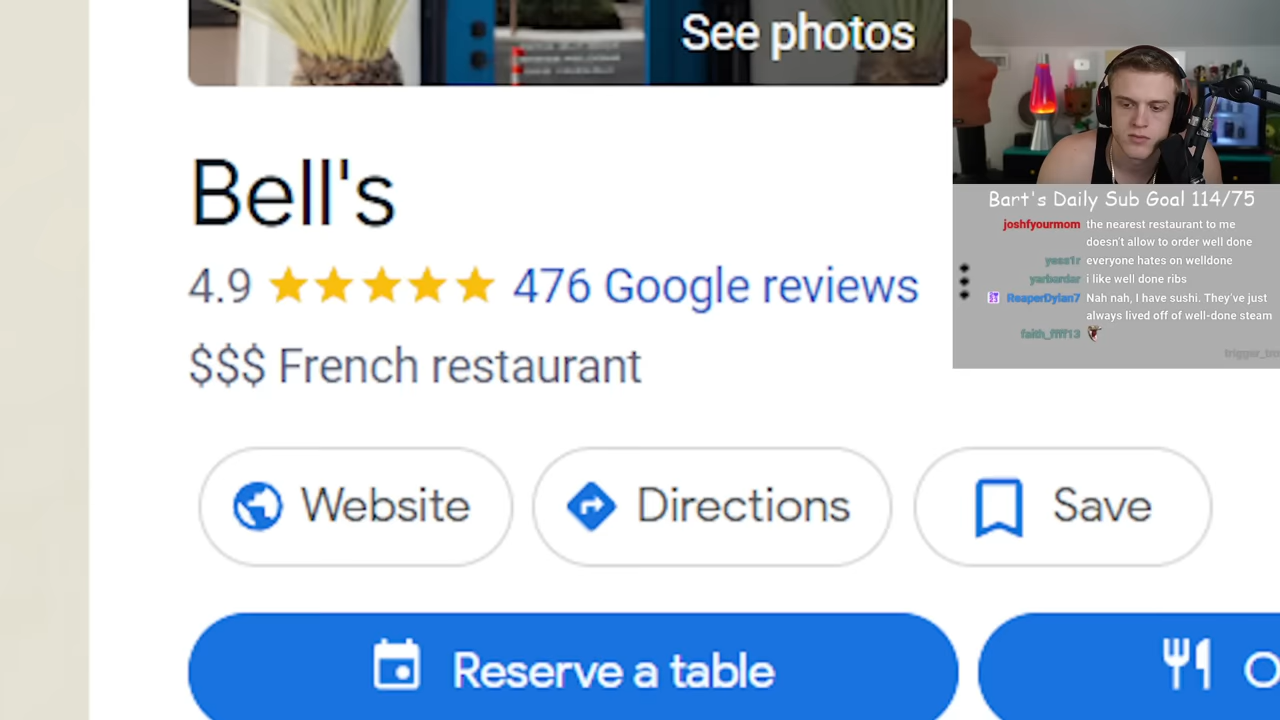 See photos
Bell's
4.9 476 Google reviews
$$$ French restaurant
Website
Directions
Save
Reserve a table
Bart's Daily Sub Goal 114/75
joshfyourmom the nearest restaurant to me
doesn't allow to order well done
yess1r everyone hates on welldone
yarbardar i like well done ribs
ReaperDylan7 Nah nah, I have sushi. They've just
always lived off of well-done steam